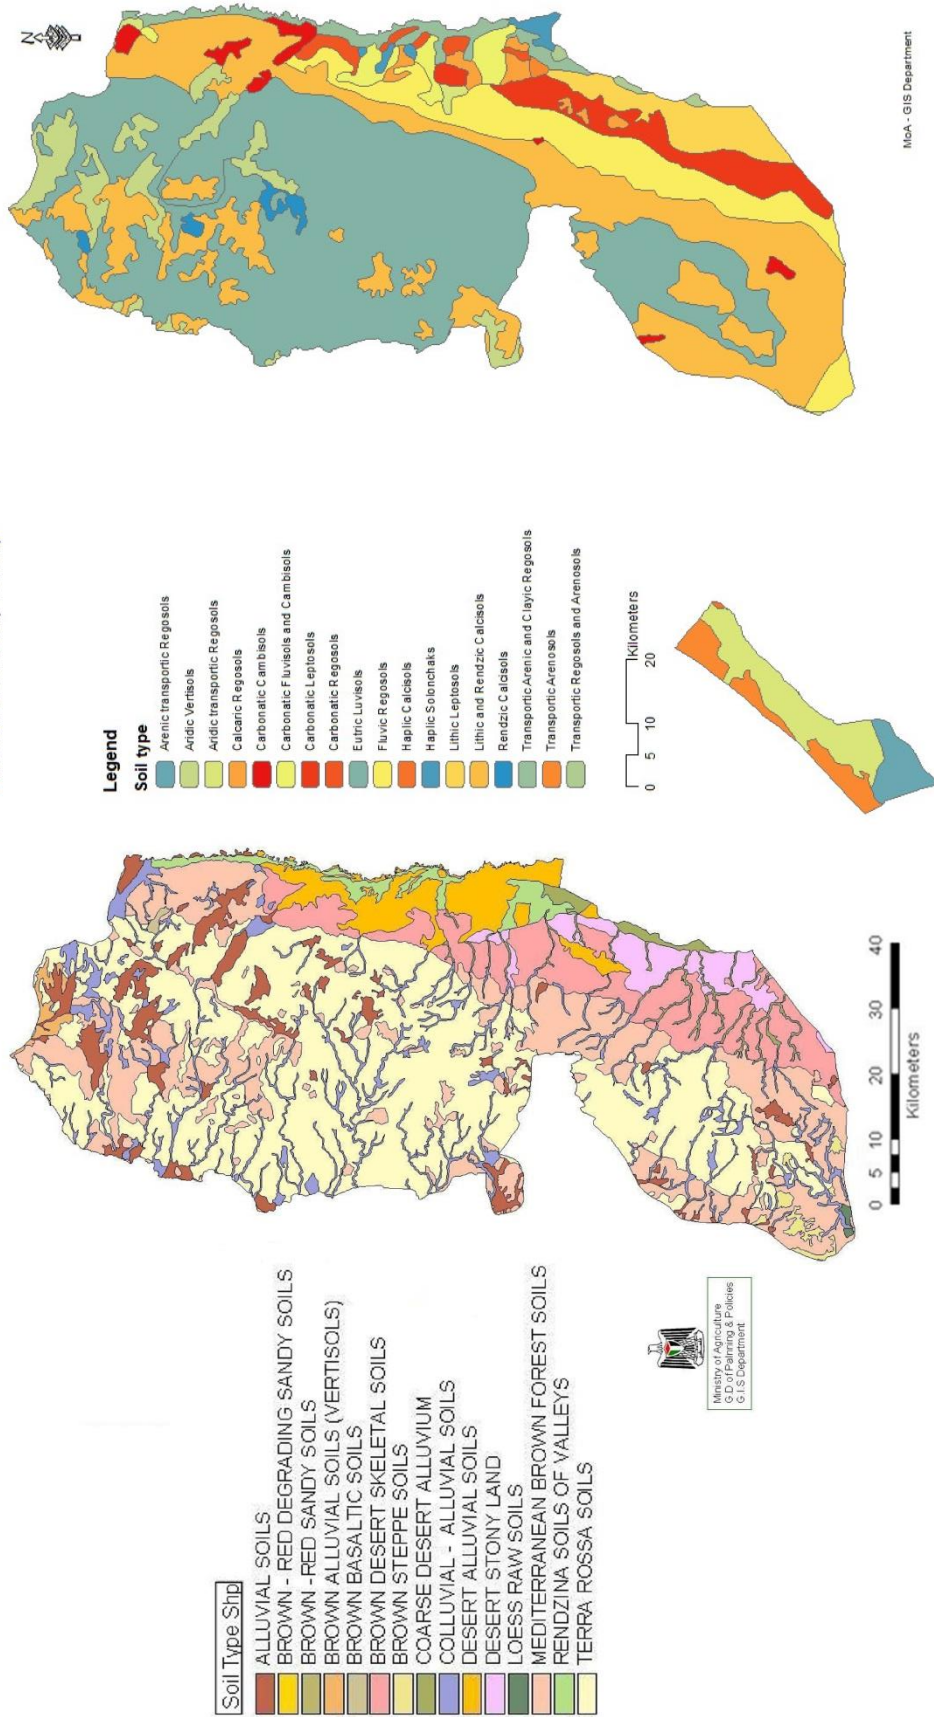 N
MoA - GIS Department
Legend
Soil type
Arenic transportic Regosols
Aridic Vertisols
Aridic transportic Regosols
Calcaric Regosols
Carbonatic Cambisols
Carbonatic Fluvisols and Cambisols
Carbonatic Leptosols
Carbonatic Regosols
Eutric Luvisols
Fluvic Regosols
Haplic Calcisols
Haplic Solonchaks
Lithic Leptosols
Lithic and Rendzic Calcisols
Rendzic Calcisols
Transportic Arenic and Clayic Regosols
Transportic Arenosols
Transportic Regosols and Arenosols
0 5 10 20
Kilometers
Soil Type Shp
ALLUVIAL SOILS
BROWN - RED DEGRADING SANDY SOILS
BROWN -RED SANDY SOILS
BROWN ALLUVIAL SOILS (VERTISOLS)
BROWN BASALTIC SOILS
BROWN DESERT SKELETAL SOILS
BROWN STEPPE SOILS
COARSE DESERT ALLUVIUM
COLLUVIAL - ALLUVIAL SOILS
DESERT ALLUVIAL SOILS
DESERT STONY LAND
LOESS RAW SOILS
MEDITERRANEAN BROWN FOREST SOILS
RENDZINA SOILS OF VALLEYS
TERRA ROSSA SOILS
Ministry of Agriculture
G.D of Palnning & Policies
G.I.S Department
0 5 10 20 30 40
Kilometers